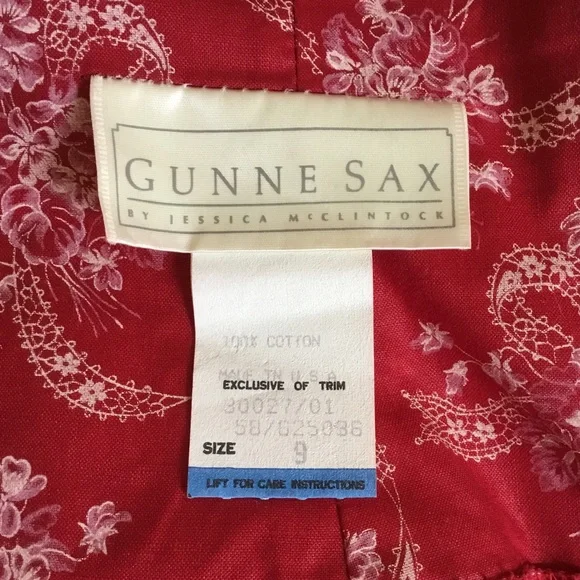 GUNNE SAX
BY JESSICA McCLINTOCK
100% COTTON
MADE IN U S A
EXCLUSIVE OF TRIM
30027/01
58/625036
SIZE 9
LIFT FOR CARE INSTRUCTIONS